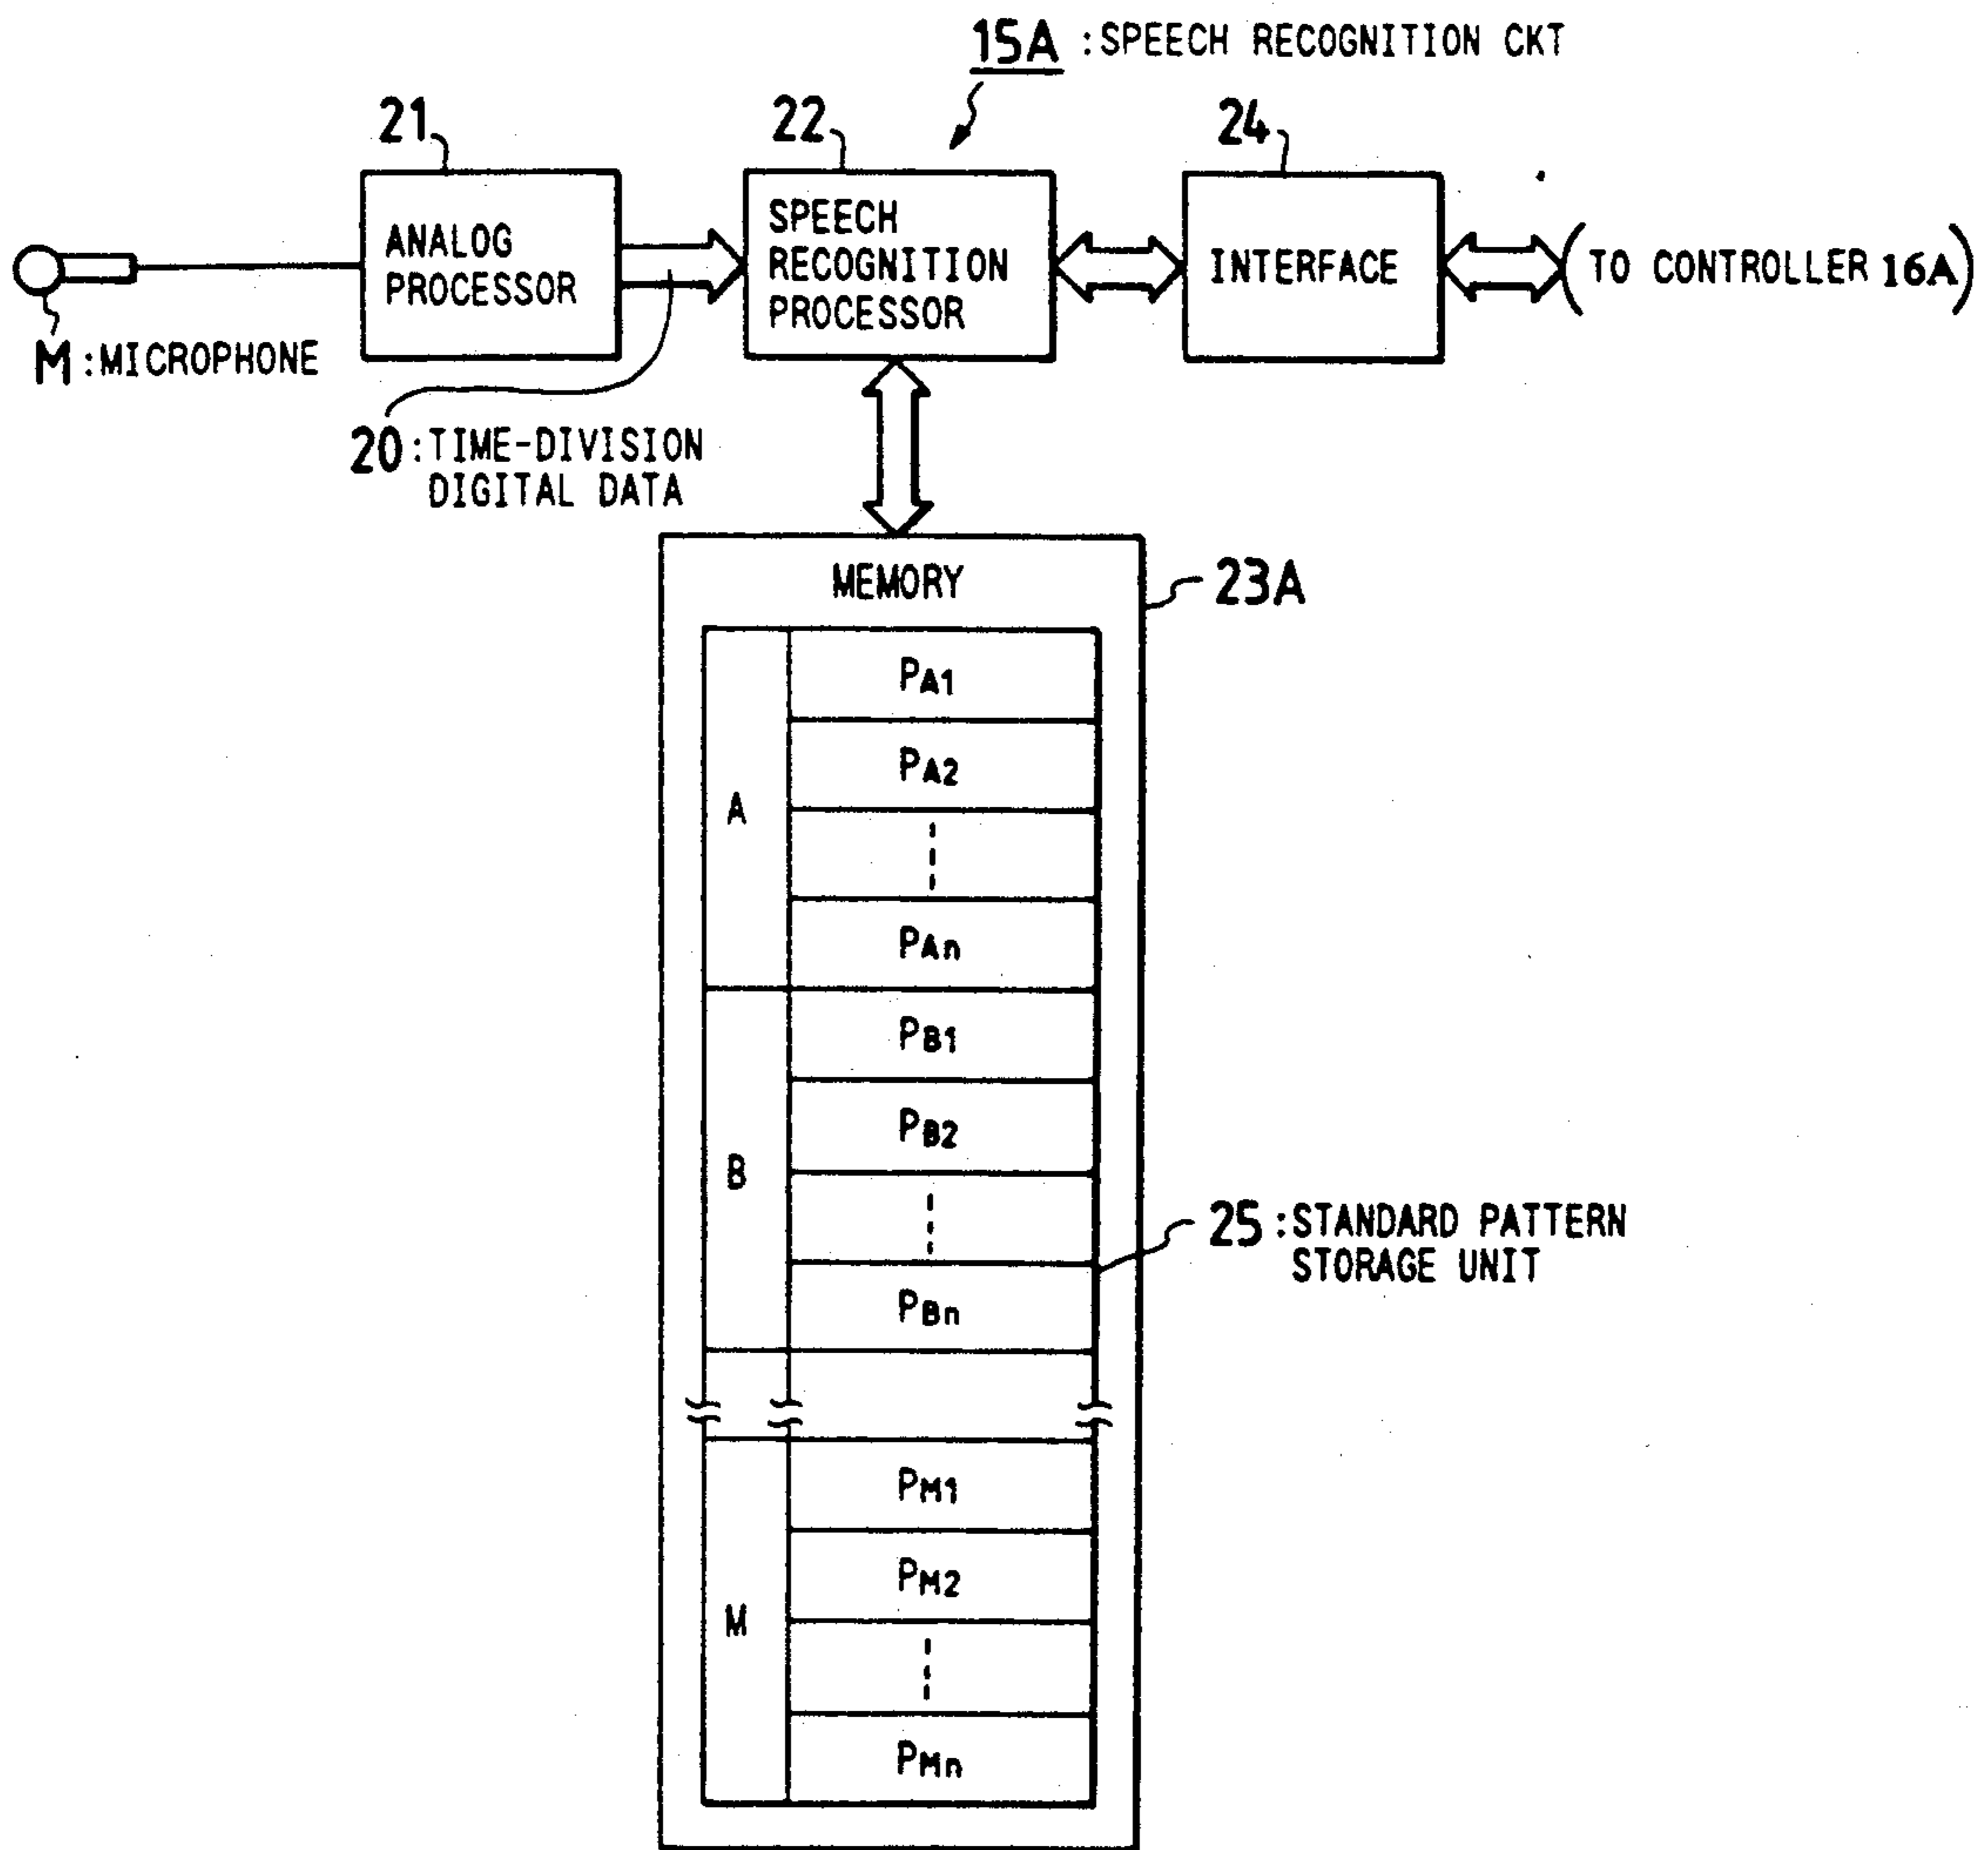 15A : SPEECH RECOGNITION CKT
21
22
24
ANALOG
PROCESSOR
SPEECH
RECOGNITION
PROCESSOR
INTERFACE
(TO CONTROLLER 16A)
M : MICROPHONE
20 : TIME-DIVISION
DIGITAL DATA
MEMORY
23A
A
PA1
PA2
PAn
B
PB1
PB2
PBn
25 : STANDARD PATTERN
STORAGE UNIT
M
PM1
PM2
PMn